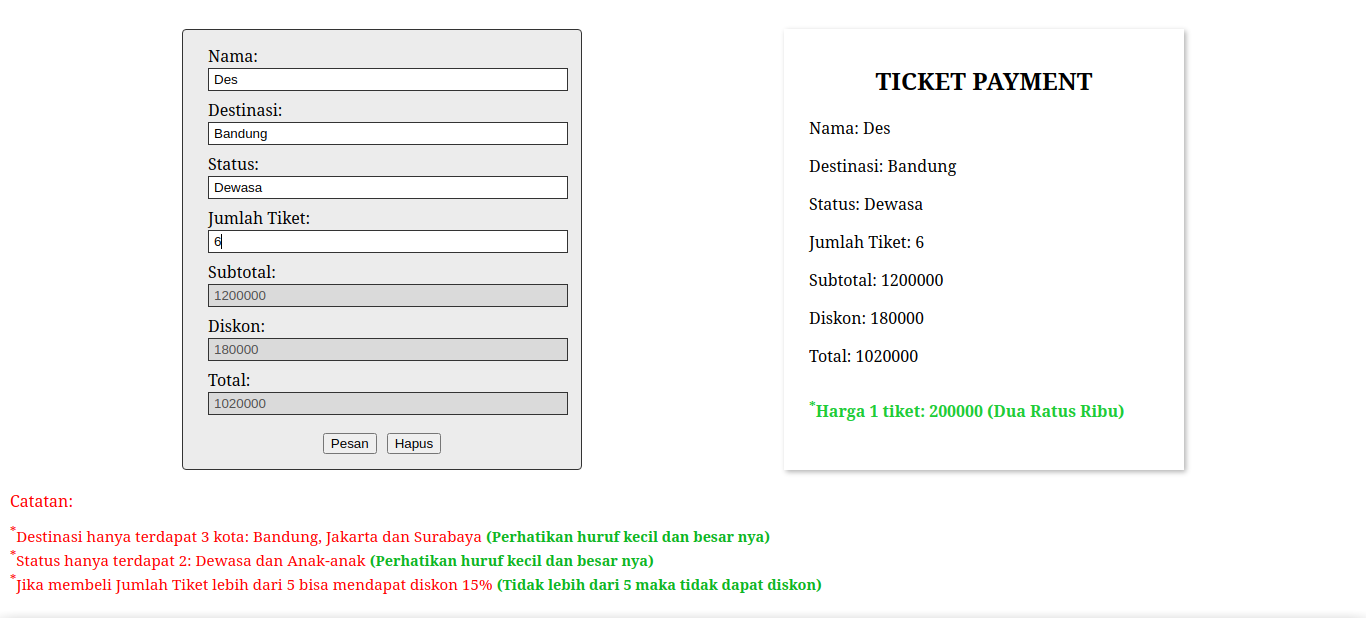 Nama:
Des
Destinasi:
Bandung
Status:
Dewasa
Jumlah Tiket:
6
Subtotal:
1200000
Diskon:
180000
Total:
1020000
Pesan Hapus
TICKET PAYMENT
Nama: Des
Destinasi: Bandung
Status: Dewasa
Jumlah Tiket: 6
Subtotal: 1200000
Diskon: 180000
Total: 1020000
*Harga 1 tiket: 200000 (Dua Ratus Ribu)
Catatan:
*Destinasi hanya terdapat 3 kota: Bandung, Jakarta dan Surabaya (Perhatikan huruf kecil dan besar nya)
*Status hanya terdapat 2: Dewasa dan Anak-anak (Perhatikan huruf kecil dan besar nya)
*Jika membeli Jumlah Tiket lebih dari 5 bisa mendapat diskon 15% (Tidak lebih dari 5 maka tidak dapat diskon)